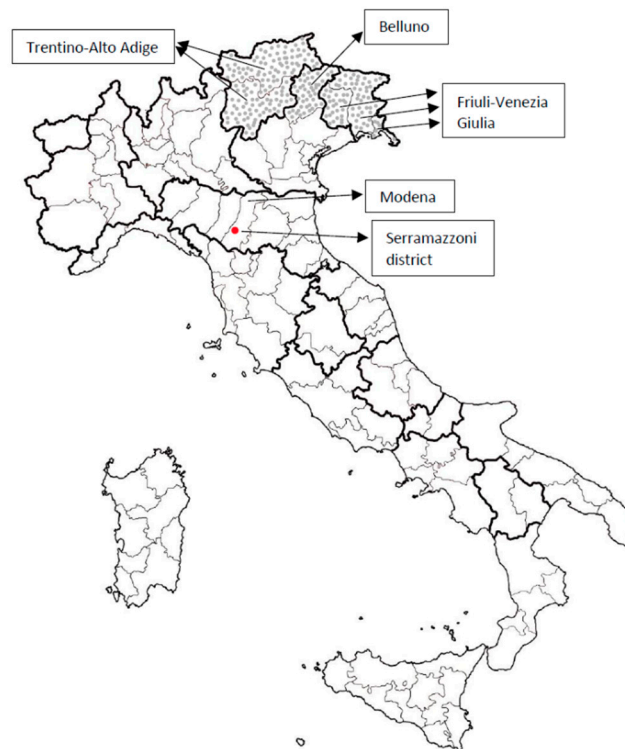 Belluno
Trentino-Alto Adige
Friuli-Venezia
Giulia
Modena
Serramazzoni
district